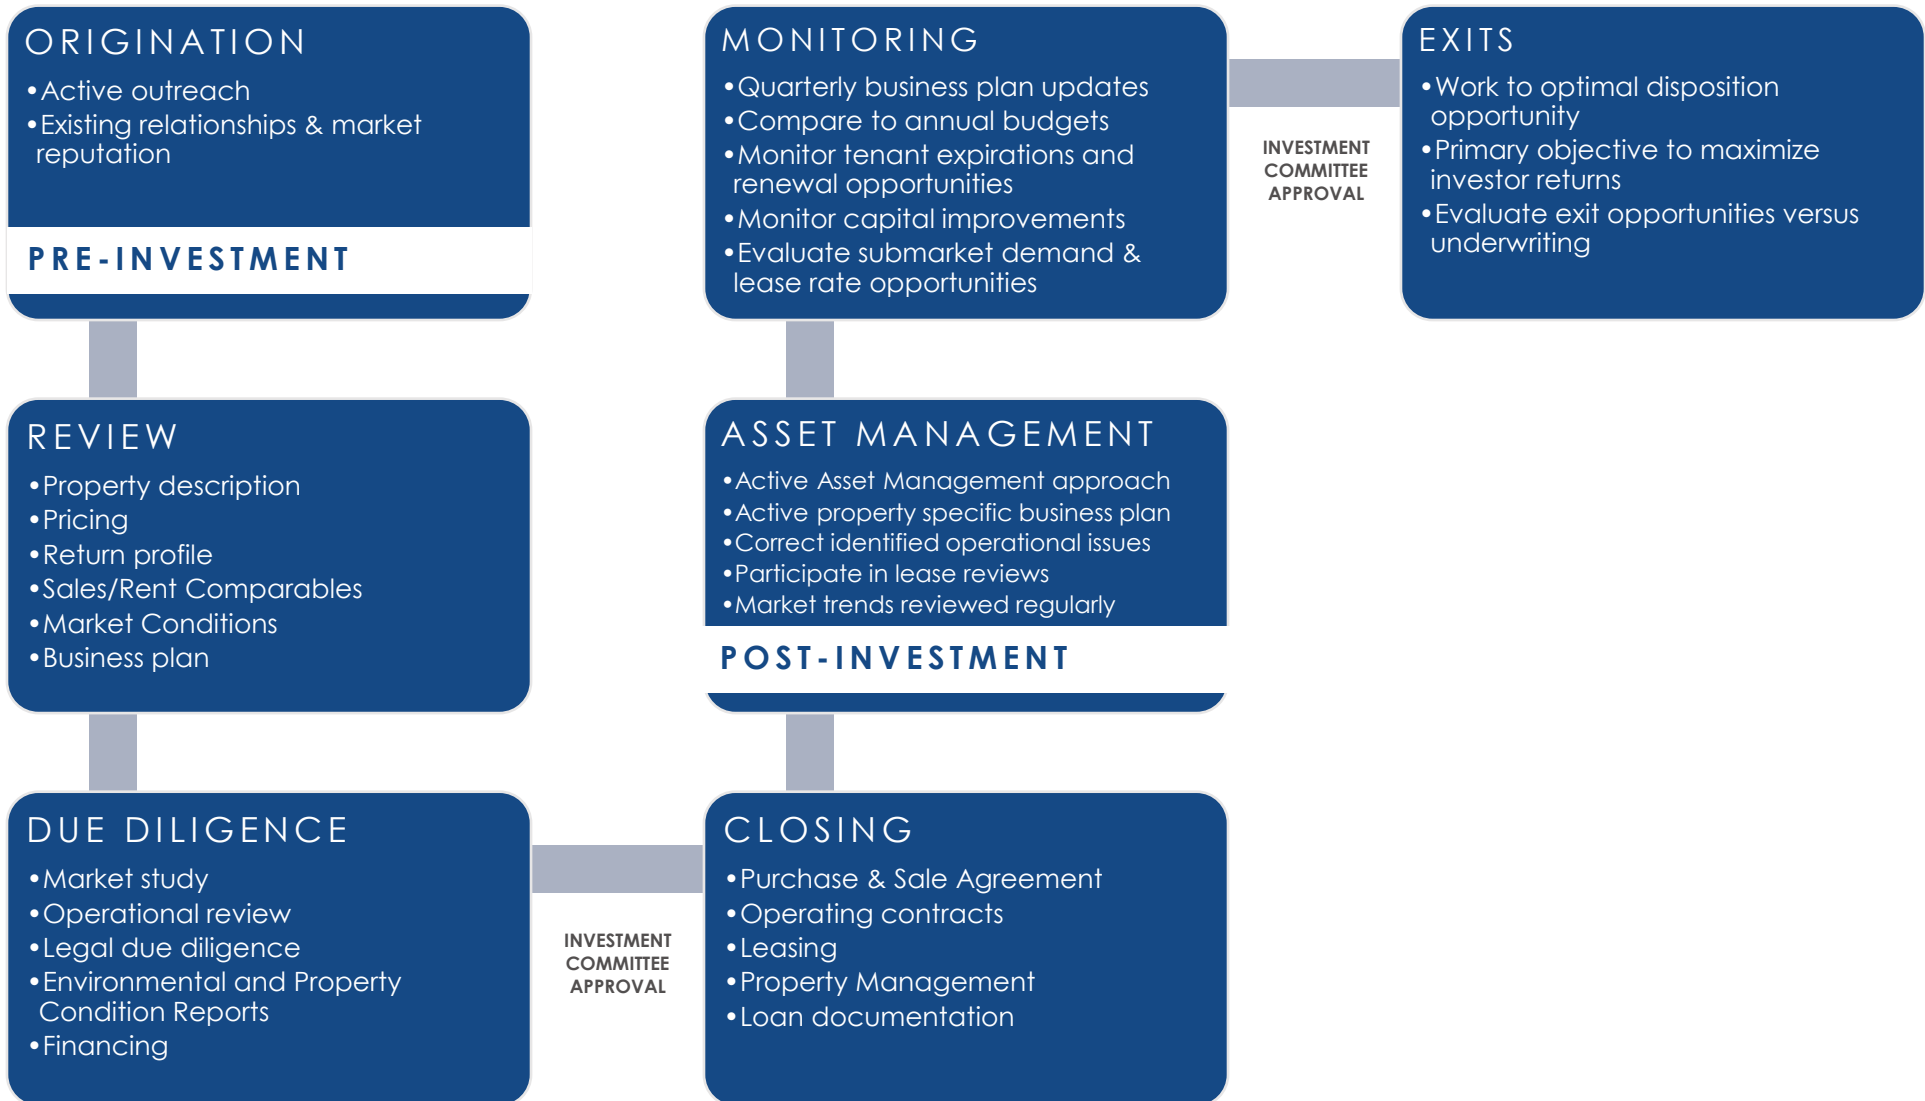 ORIGINATION
•Active outreach
•Existing relationships & market
reputation
PRE-INVESTMENT
REVIEW
•Property description
•Pricing
•Return profile
•Sales/Rent Comparables
•Market Conditions
•Business plan
DUE DILIGENCE
•Market study
•Operational review
•Legal due diligence
•Environmental and Property
Condition Reports
•Financing
INVESTMENT
COMMITTEE
APPROVAL
CLOSING
•Purchase & Sale Agreement
•Operating contracts
•Leasing
•Property Management
•Loan documentation
ASSET MANAGEMENT
•Active Asset Management approach
•Active property specific business plan
•Correct identified operational issues
•Participate in lease reviews
•Market trends reviewed regularly
POST-INVESTMENT
MONITORING
•Quarterly business plan updates
•Compare to annual budgets
•Monitor tenant expirations and
renewal opportunities
•Monitor capital improvements
•Evaluate submarket demand &
lease rate opportunities
INVESTMENT
COMMITTEE
APPROVAL
EXITS
•Work to optimal disposition
opportunity
•Primary objective to maximize
investor returns
•Evaluate exit opportunities versus
underwriting